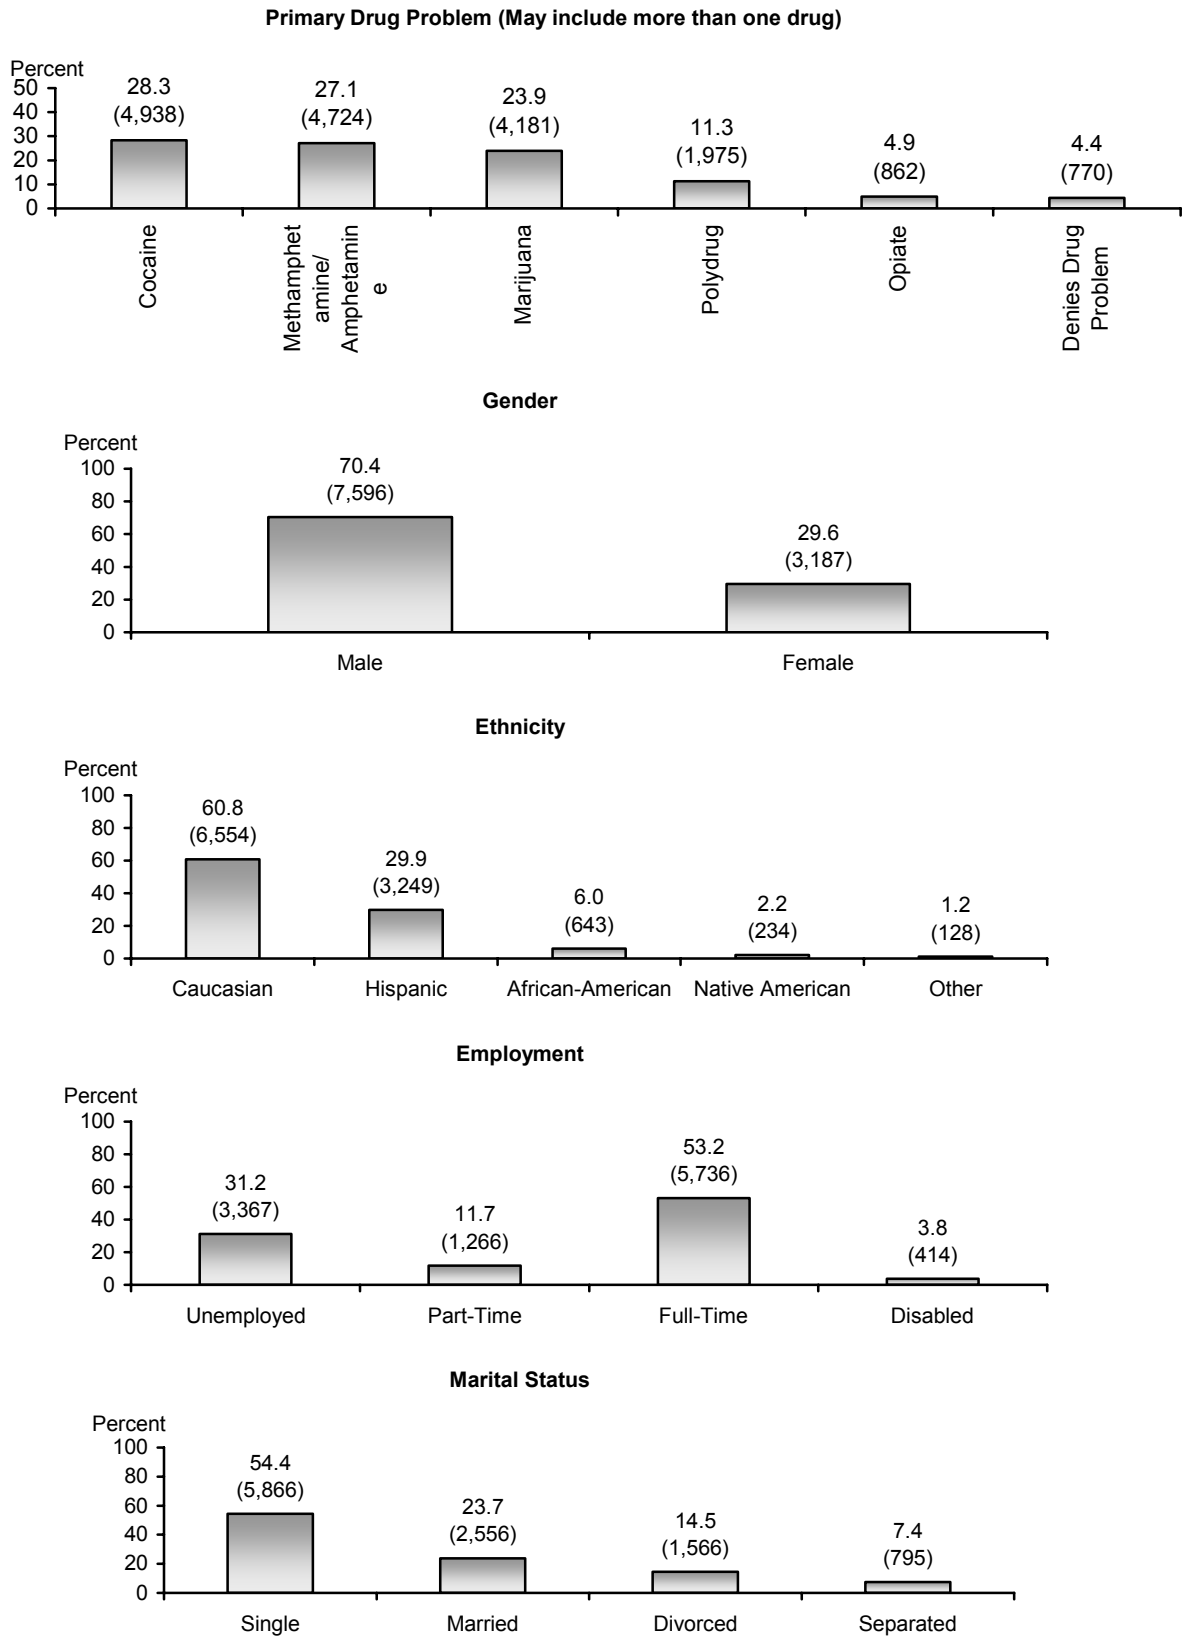 Primary Drug Problem (May include more than one drug)
Percent
50
40
30
20
10
0
28.3
(4,938)
27.1
(4,724)
23.9
(4,181)
11.3
(1,975)
4.9
(862)
4.4
(770)
Cocaine
Methamphet
amine/
Amphetamin
e
Marijuana
Polydrug
Opiate
Denies Drug
Problem
Gender
Percent
100
80
60
40
20
0
70.4
(7,596)
29.6
(3,187)
Male
Female
Ethnicity
Percent
100
80
60
40
20
0
60.8
(6,554)
29.9
(3,249)
6.0
(643)
2.2
(234)
1.2
(128)
Caucasian
Hispanic
African-American
Native American
Other
Employment
Percent
100
80
60
40
20
0
31.2
(3,367)
11.7
(1,266)
53.2
(5,736)
3.8
(414)
Unemployed
Part-Time
Full-Time
Disabled
Marital Status
Percent
100
80
60
40
20
0
54.4
(5,866)
23.7
(2,556)
14.5
(1,566)
7.4
(795)
Single
Married
Divorced
Separated